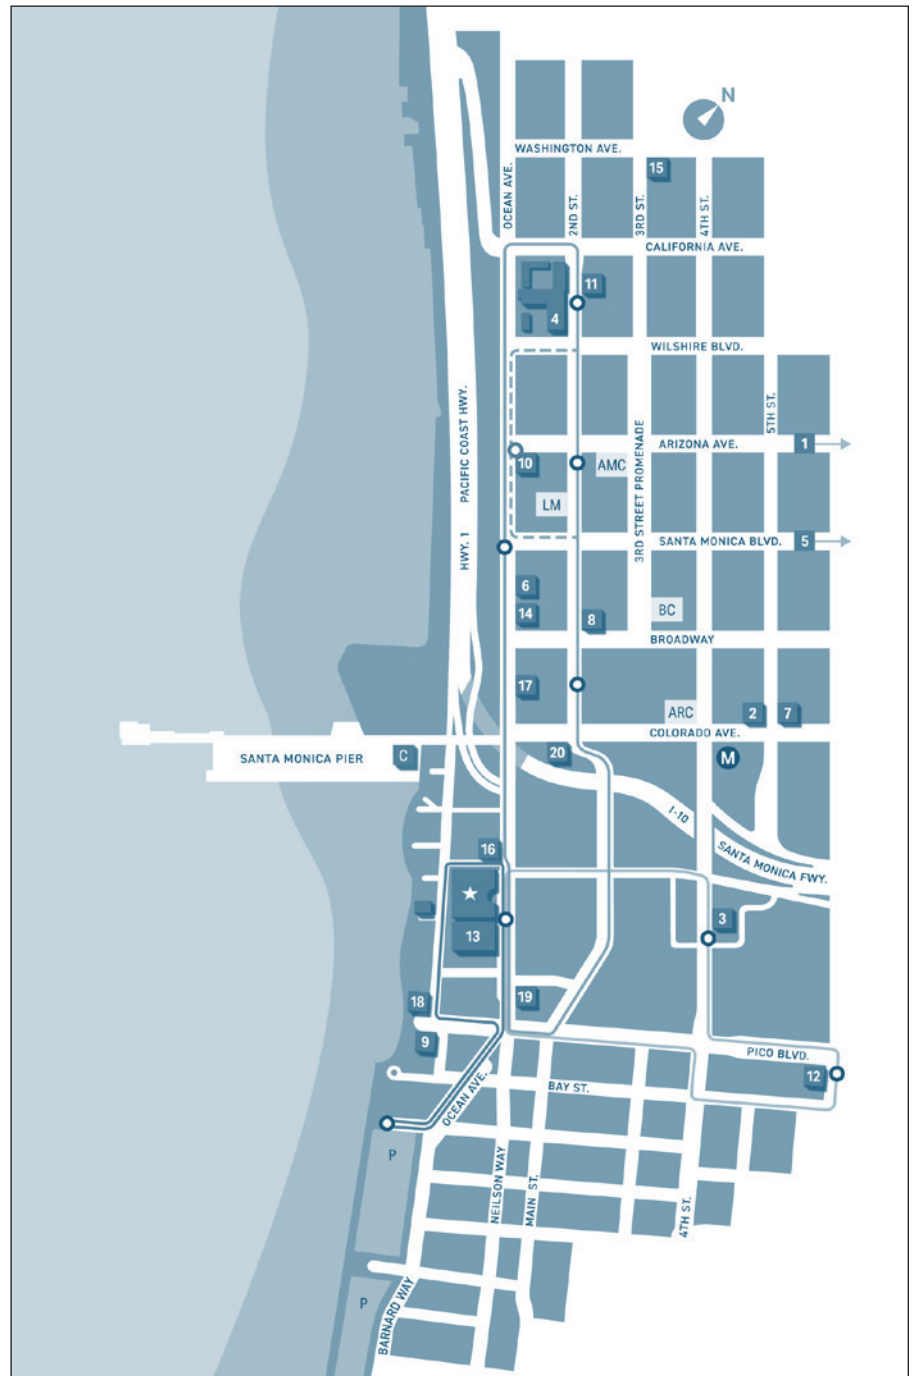 N
WASHINGTON AVE.
15
OCEAN AVE.
2ND ST.
3RD ST.
4TH ST.
CALIFORNIA AVE.
11
4
WILSHIRE BLVD.
5TH ST.
PACIFIC COAST HWY.
HWY. 1
3RD STREET PROMENADE
ARIZONA AVE.
1
10
AMC
LM
SANTA MONICA BLVD.
5
6
14
8
BC
BROADWAY
17
ARC
2
7
COLORADO AVE.
SANTA MONICA PIER
C
20
M
I-10
SANTA MONICA FWY.
16
13
3
18
19
9
PICO BLVD.
12
OCEAN AVE.
BAY ST.
P
NEILSON WAY
MAIN ST.
4TH ST.
P
BARNARD WAY